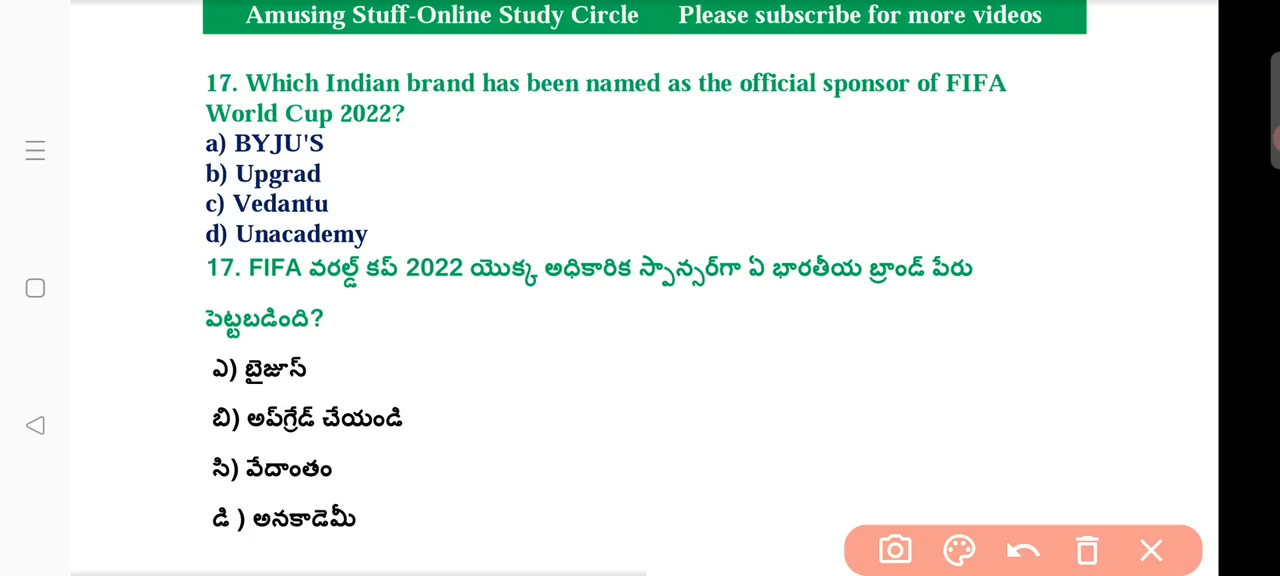 Amusing Stuff-Online Study Circle Please subscribe for more videos
17. Which Indian brand has been named as the official sponsor of FIFA
World Cup 2022?
a) BYJU'S
b) Upgrad
c) Vedantu
d) Unacademy
17. FIFA వరల్డ్ కప్ 2022 యొక్క అధికారిక స్పాన్సర్‌గా ఏ భారతీయ బ్రాండ్ పేరు
పెట్టబడింది?
ఎ) బైజూస్
బి) అప్‌గ్రేడ్ చేయండి
సి) వేదాంతం
డి ) అనకాడెమీ